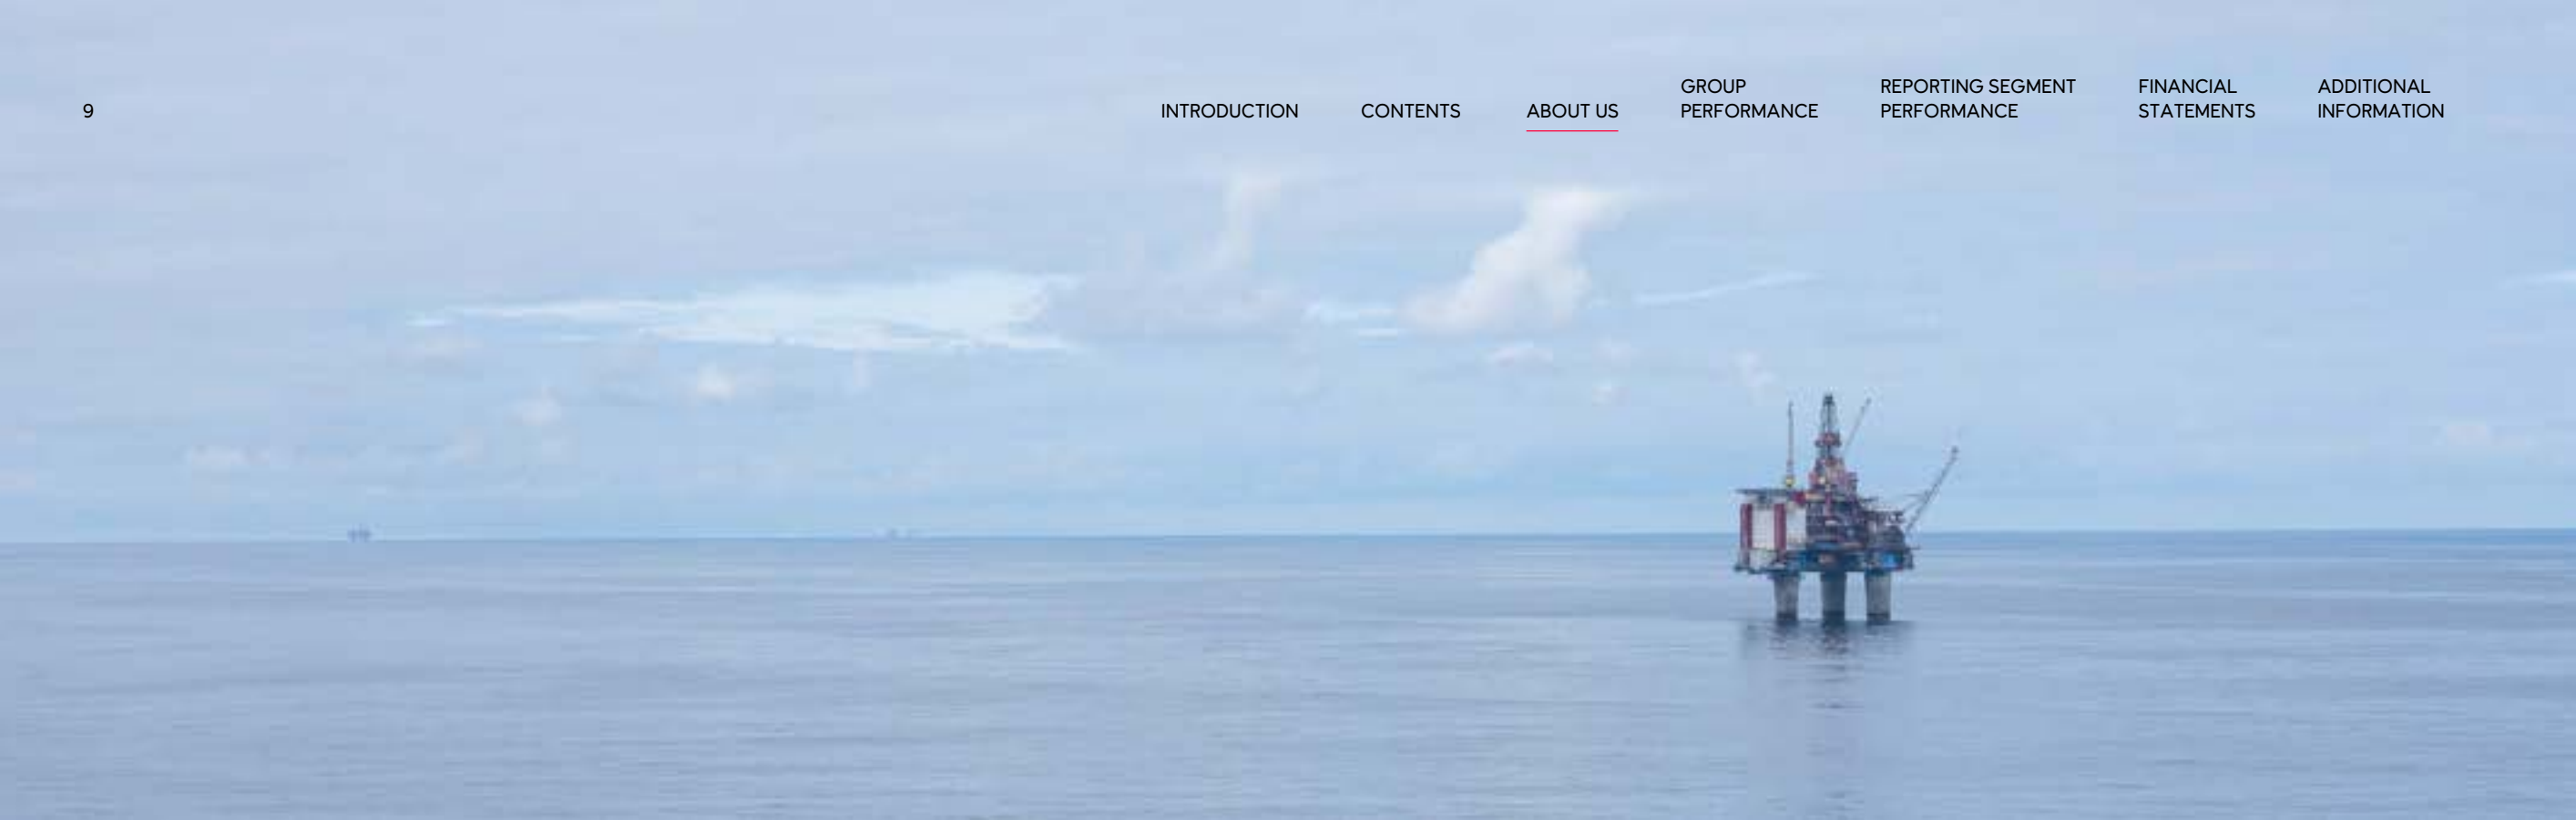 9
INTRODUCTION
CONTENTS
ABOUT US
GROUP
PERFORMANCE
REPORTING SEGMENT
PERFORMANCE
FINANCIAL
STATEMENTS
ADDITIONAL
INFORMATION